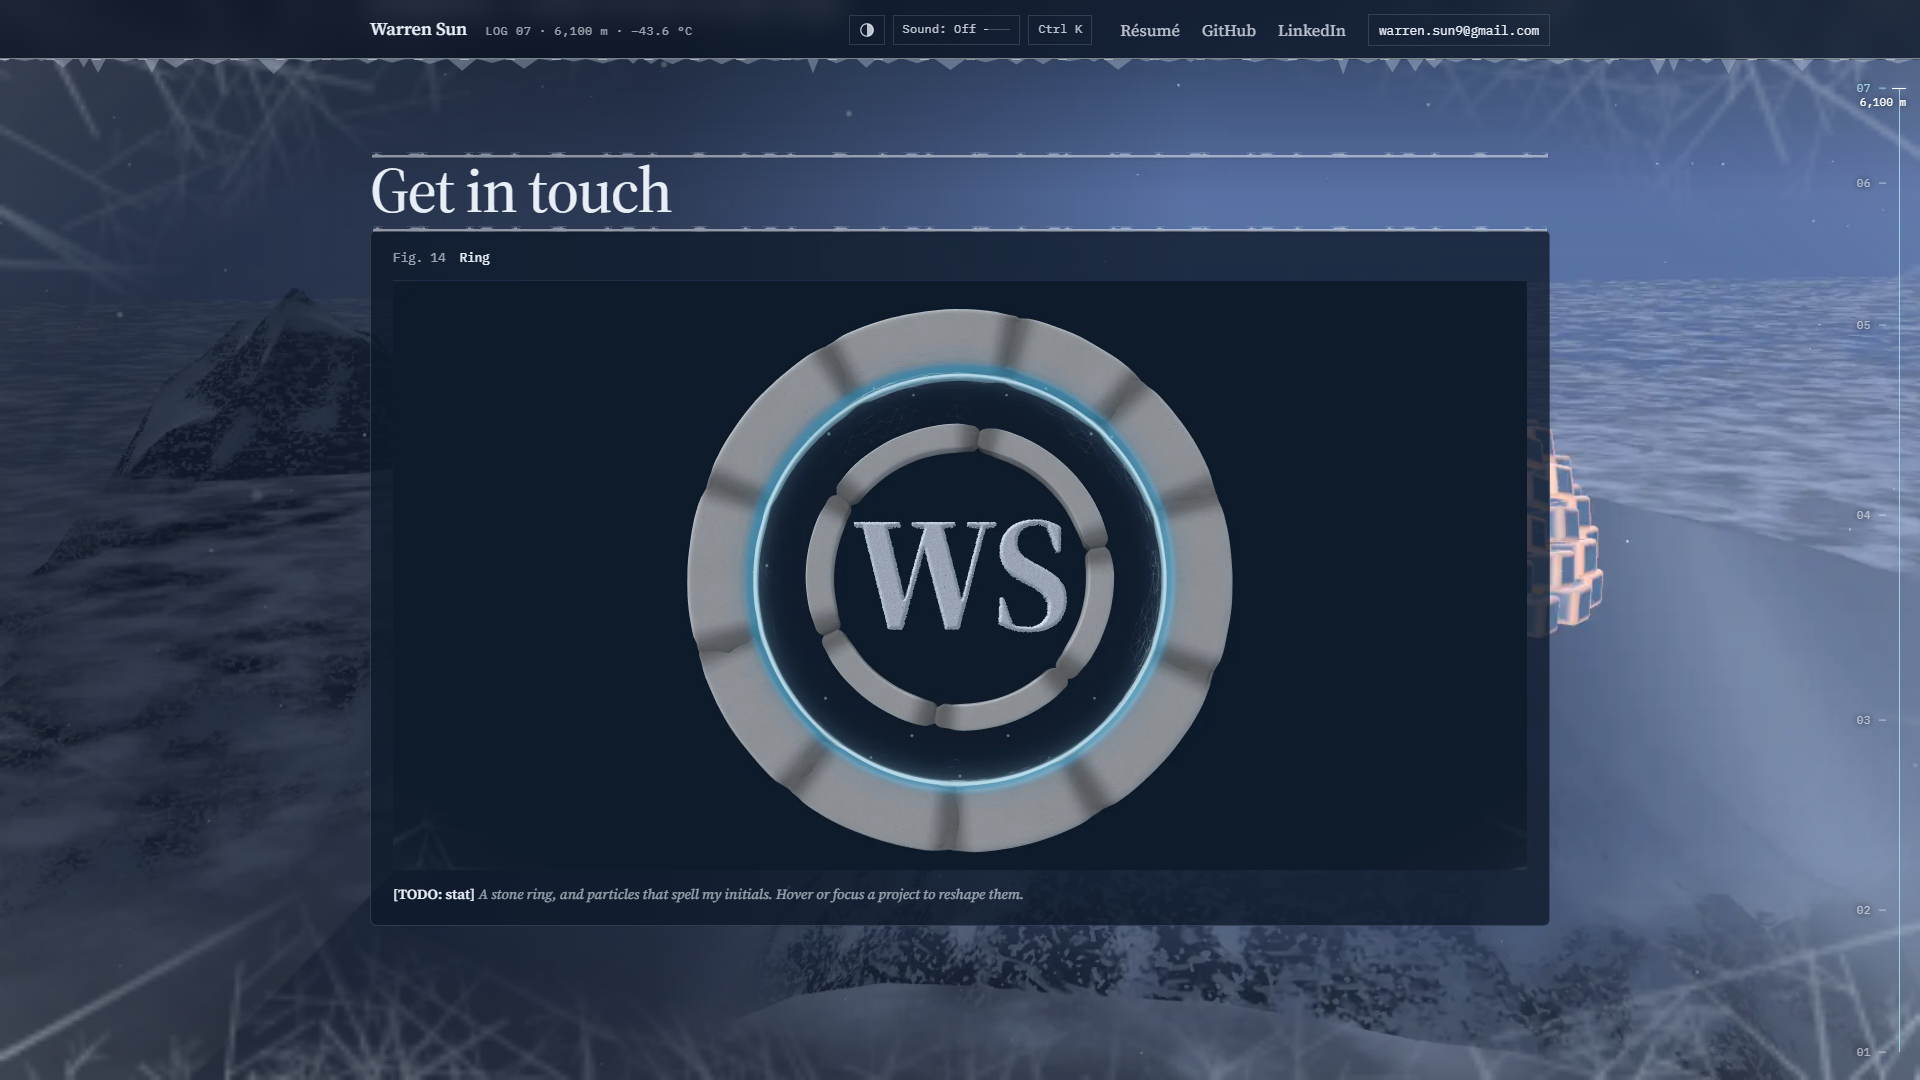 Warren Sun
LOG 07 · 6,100 m · −43.6 °C
Sound: Off
Ctrl K
Résumé
GitHub
LinkedIn
warren.sun9@gmail.com
07
6,100 m
06
05
04
03
02
01
Get in touch
Fig. 14 Ring
WS
[TODO: stat] A stone ring, and particles that spell my initials. Hover or focus a project to reshape them.